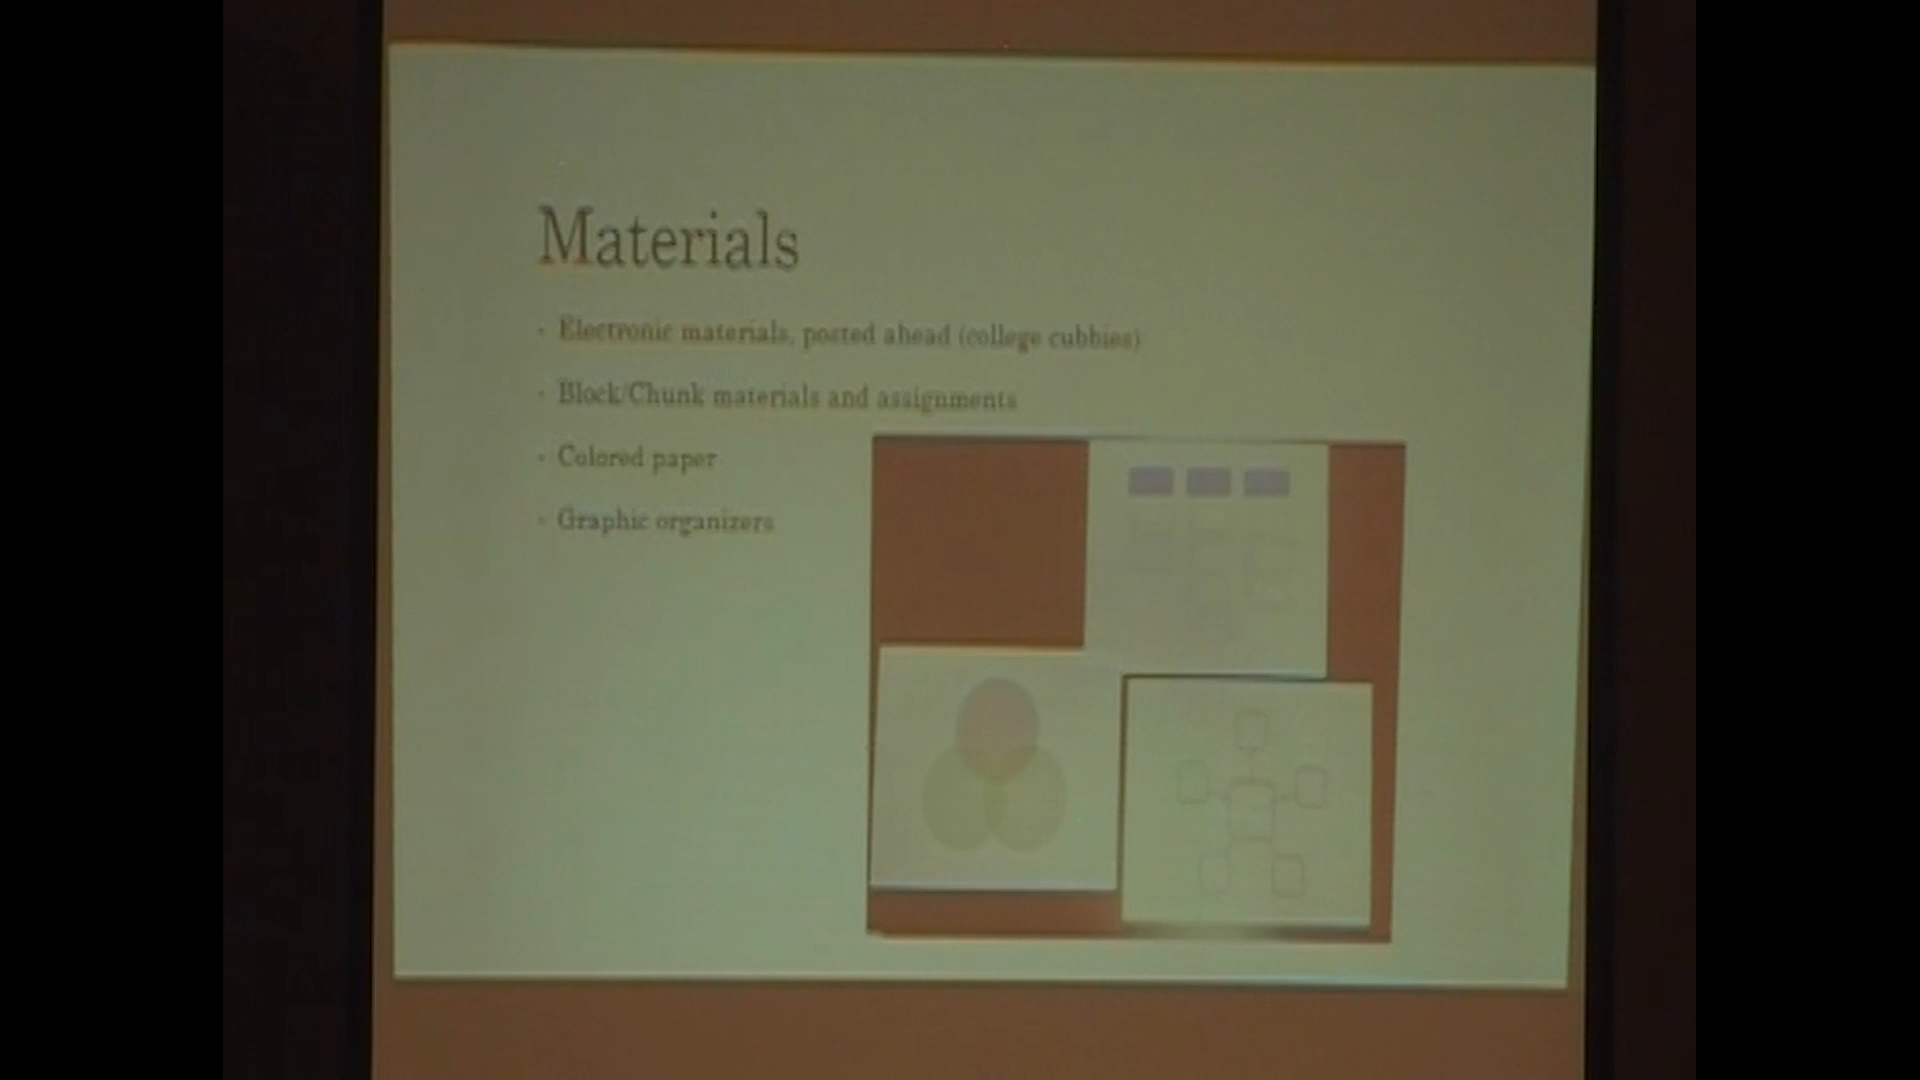 Materials
Electronic materials, posted ahead (college cubbies)
Block/Chunk materials and assignments
Colored paper
Graphic organizers